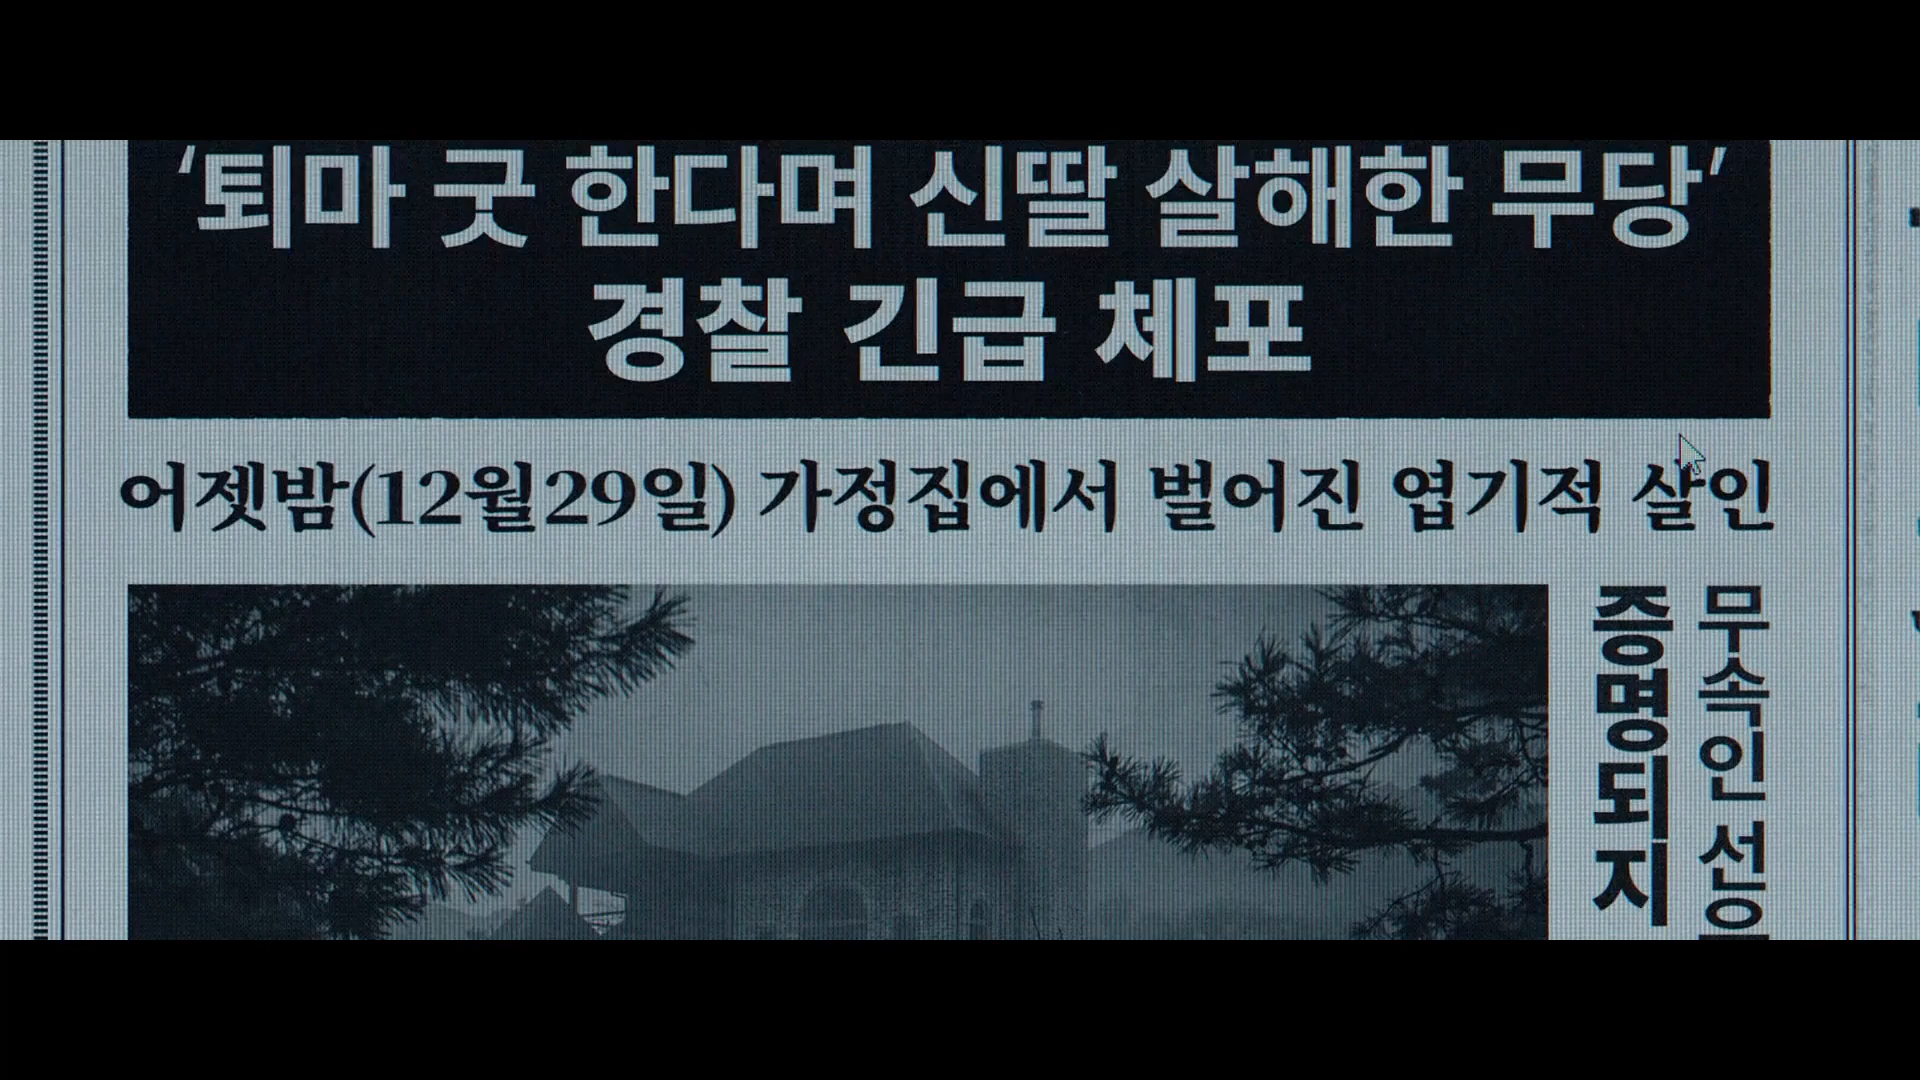 ‘퇴마 굿 한다며 신딸 살해한 무당’
경찰 긴급 체포
어젯밤(12월29일) 가정집에서 벌어진 엽기적 살인
무속인 선
증명되지